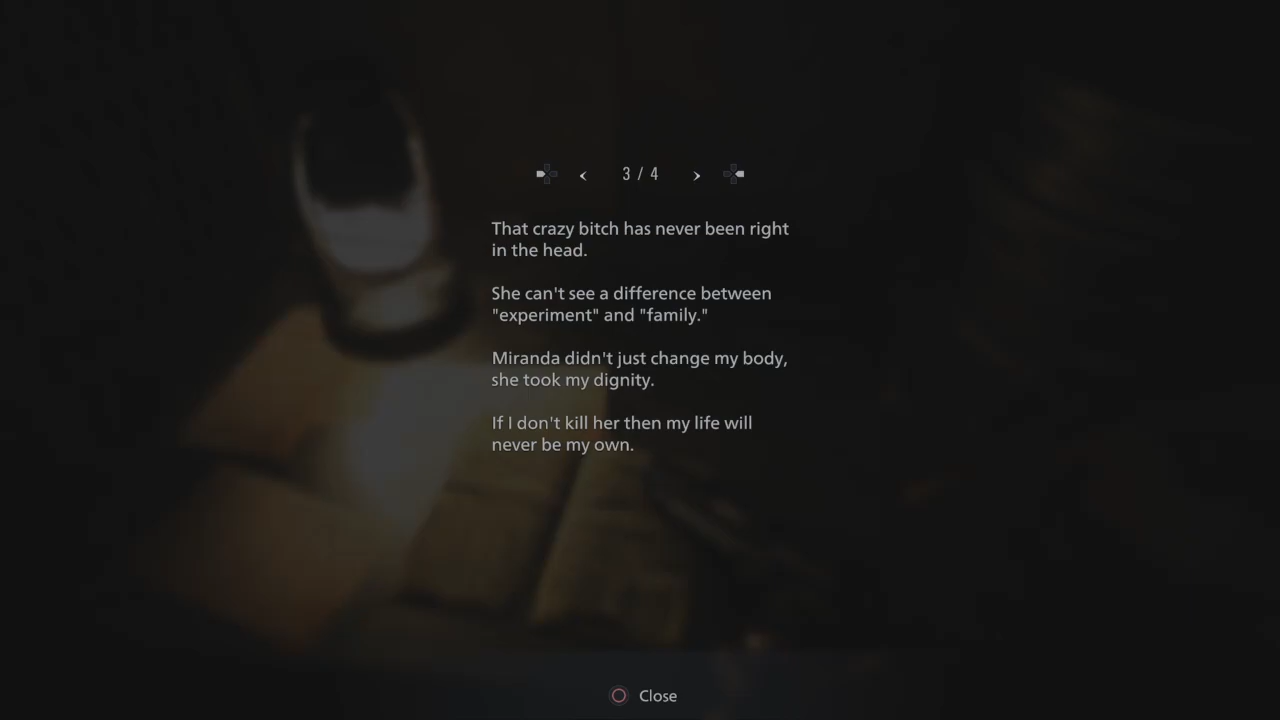 < 3 / 4 >
That crazy bitch has never been right
in the head.
She can't see a difference between
"experiment" and "family."
Miranda didn't just change my body,
she took my dignity.
If I don't kill her then my life will
never be my own.
Close